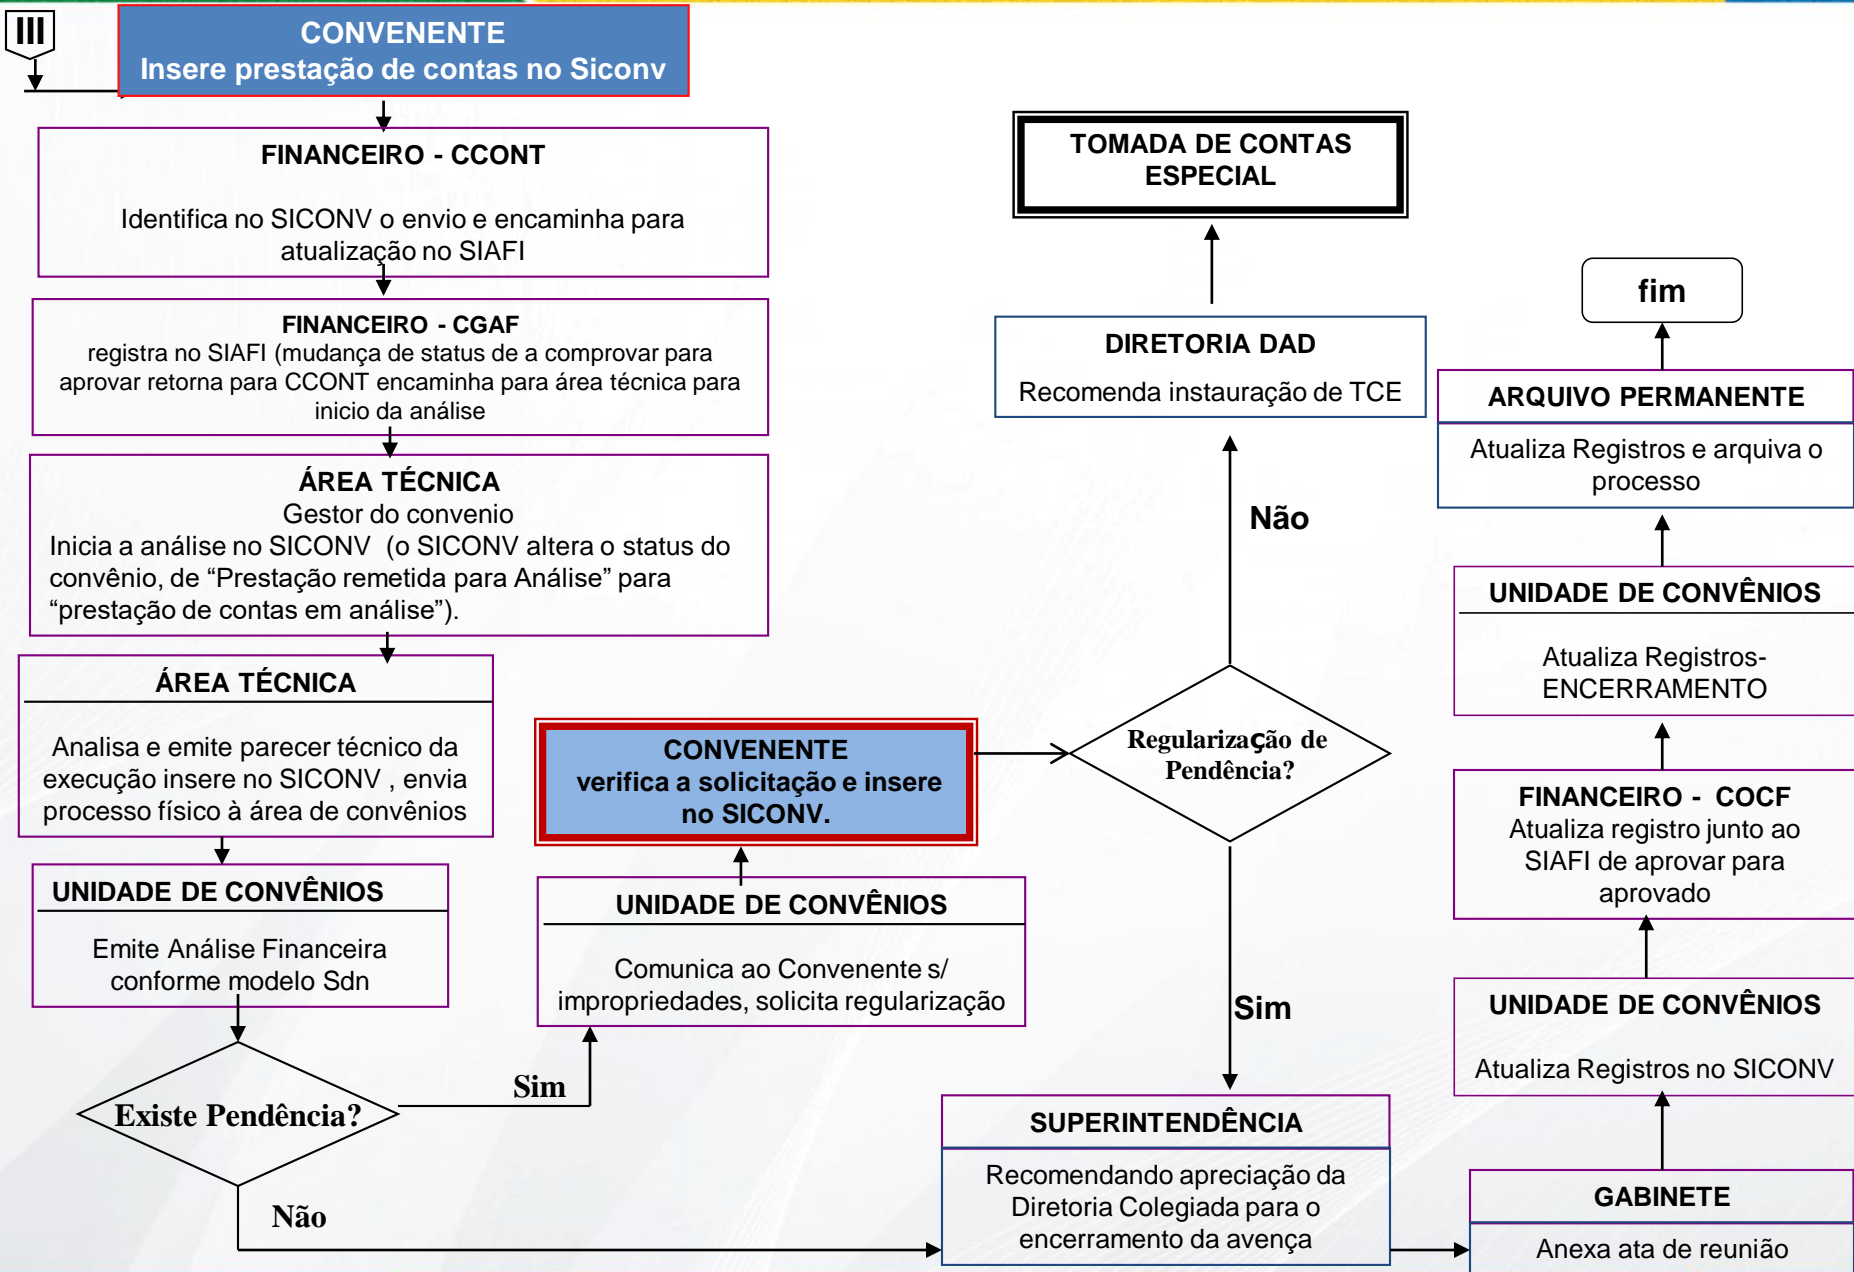 III
CONVENENTE
Insere prestação de contas no Siconv
FINANCEIRO - CCONT
Identifica no SICONV o envio e encaminha para
atualização no SIAFI
FINANCEIRO - CGAF
registra no SIAFI (mudança de status de a comprovar para
aprovar retorna para CCONT encaminha para área técnica para
inicio da análise
ÁREA TÉCNICA
Gestor do convenio
Inicia a análise no SICONV (o SICONV altera o status do
convênio, de “Prestação remetida para Análise” para
“prestação de contas em análise”).
ÁREA TÉCNICA
Analisa e emite parecer técnico da
execução insere no SICONV , envia
processo físico à área de convênios
UNIDADE DE CONVÊNIOS
Emite Análise Financeira
conforme modelo Sdn
Existe Pendência?
Sim
Não
UNIDADE DE CONVÊNIOS
Comunica ao Convenente s/
impropriedades, solicita regularização
CONVENENTE
verifica a solicitação e insere
no SICONV.
Regularização de
Pendência?
Não
Sim
DIRETORIA DAD
Recomenda instauração de TCE
TOMADA DE CONTAS
ESPECIAL
SUPERINTENDÊNCIA
Recomendando apreciação da
Diretoria Colegiada para o
encerramento da avença
GABINETE
Anexa ata de reunião
UNIDADE DE CONVÊNIOS
Atualiza Registros no SICONV
FINANCEIRO - COCF
Atualiza registro junto ao
SIAFI de aprovar para
aprovado
UNIDADE DE CONVÊNIOS
Atualiza Registros-
ENCERRAMENTO
ARQUIVO PERMANENTE
Atualiza Registros e arquiva o
processo
fim